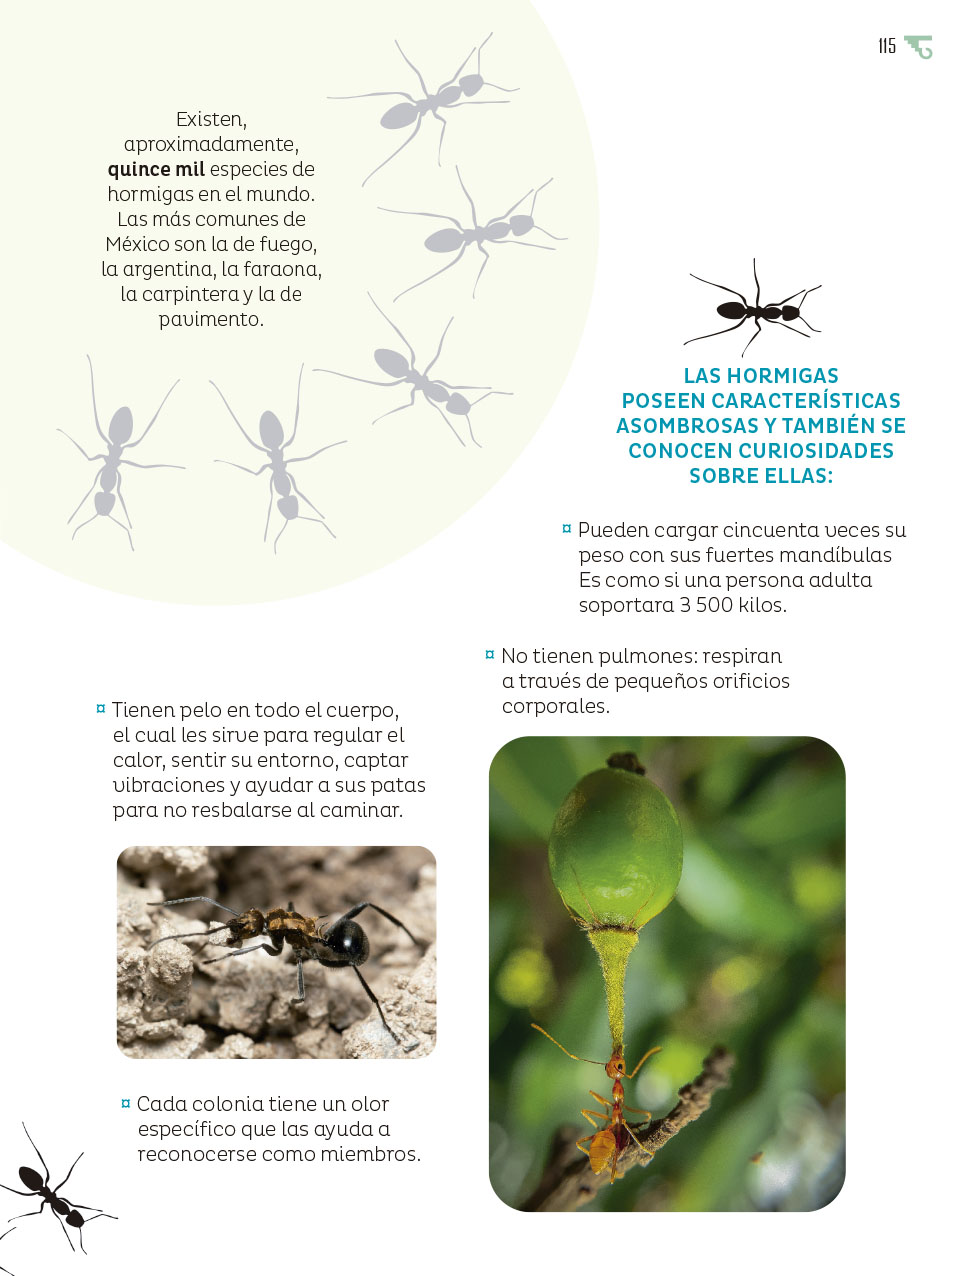 115
Existen,
aproximadamente,
quince mil especies de
hormigas en el mundo.
Las más comunes de
México son la de fuego,
la argentina, la faraona,
la carpintera y la de
pavimento.
LAS HORMIGAS
POSEEN CARACTERÍSTICAS
ASOMBROSAS Y TAMBIÉN SE
CONOCEN CURIOSIDADES
SOBRE ELLAS:
¤ Pueden cargar cincuenta veces su
peso con sus fuertes mandíbulas
Es como si una persona adulta
soportara 3 500 kilos.
¤ No tienen pulmones: respiran
a través de pequeños orificios
corporales.
¤ Tienen pelo en todo el cuerpo,
el cual les sirve para regular el
calor, sentir su entorno, captar
vibraciones y ayudar a sus patas
para no resbalarse al caminar.
¤ Cada colonia tiene un olor
específico que las ayuda a
reconocerse como miembros.